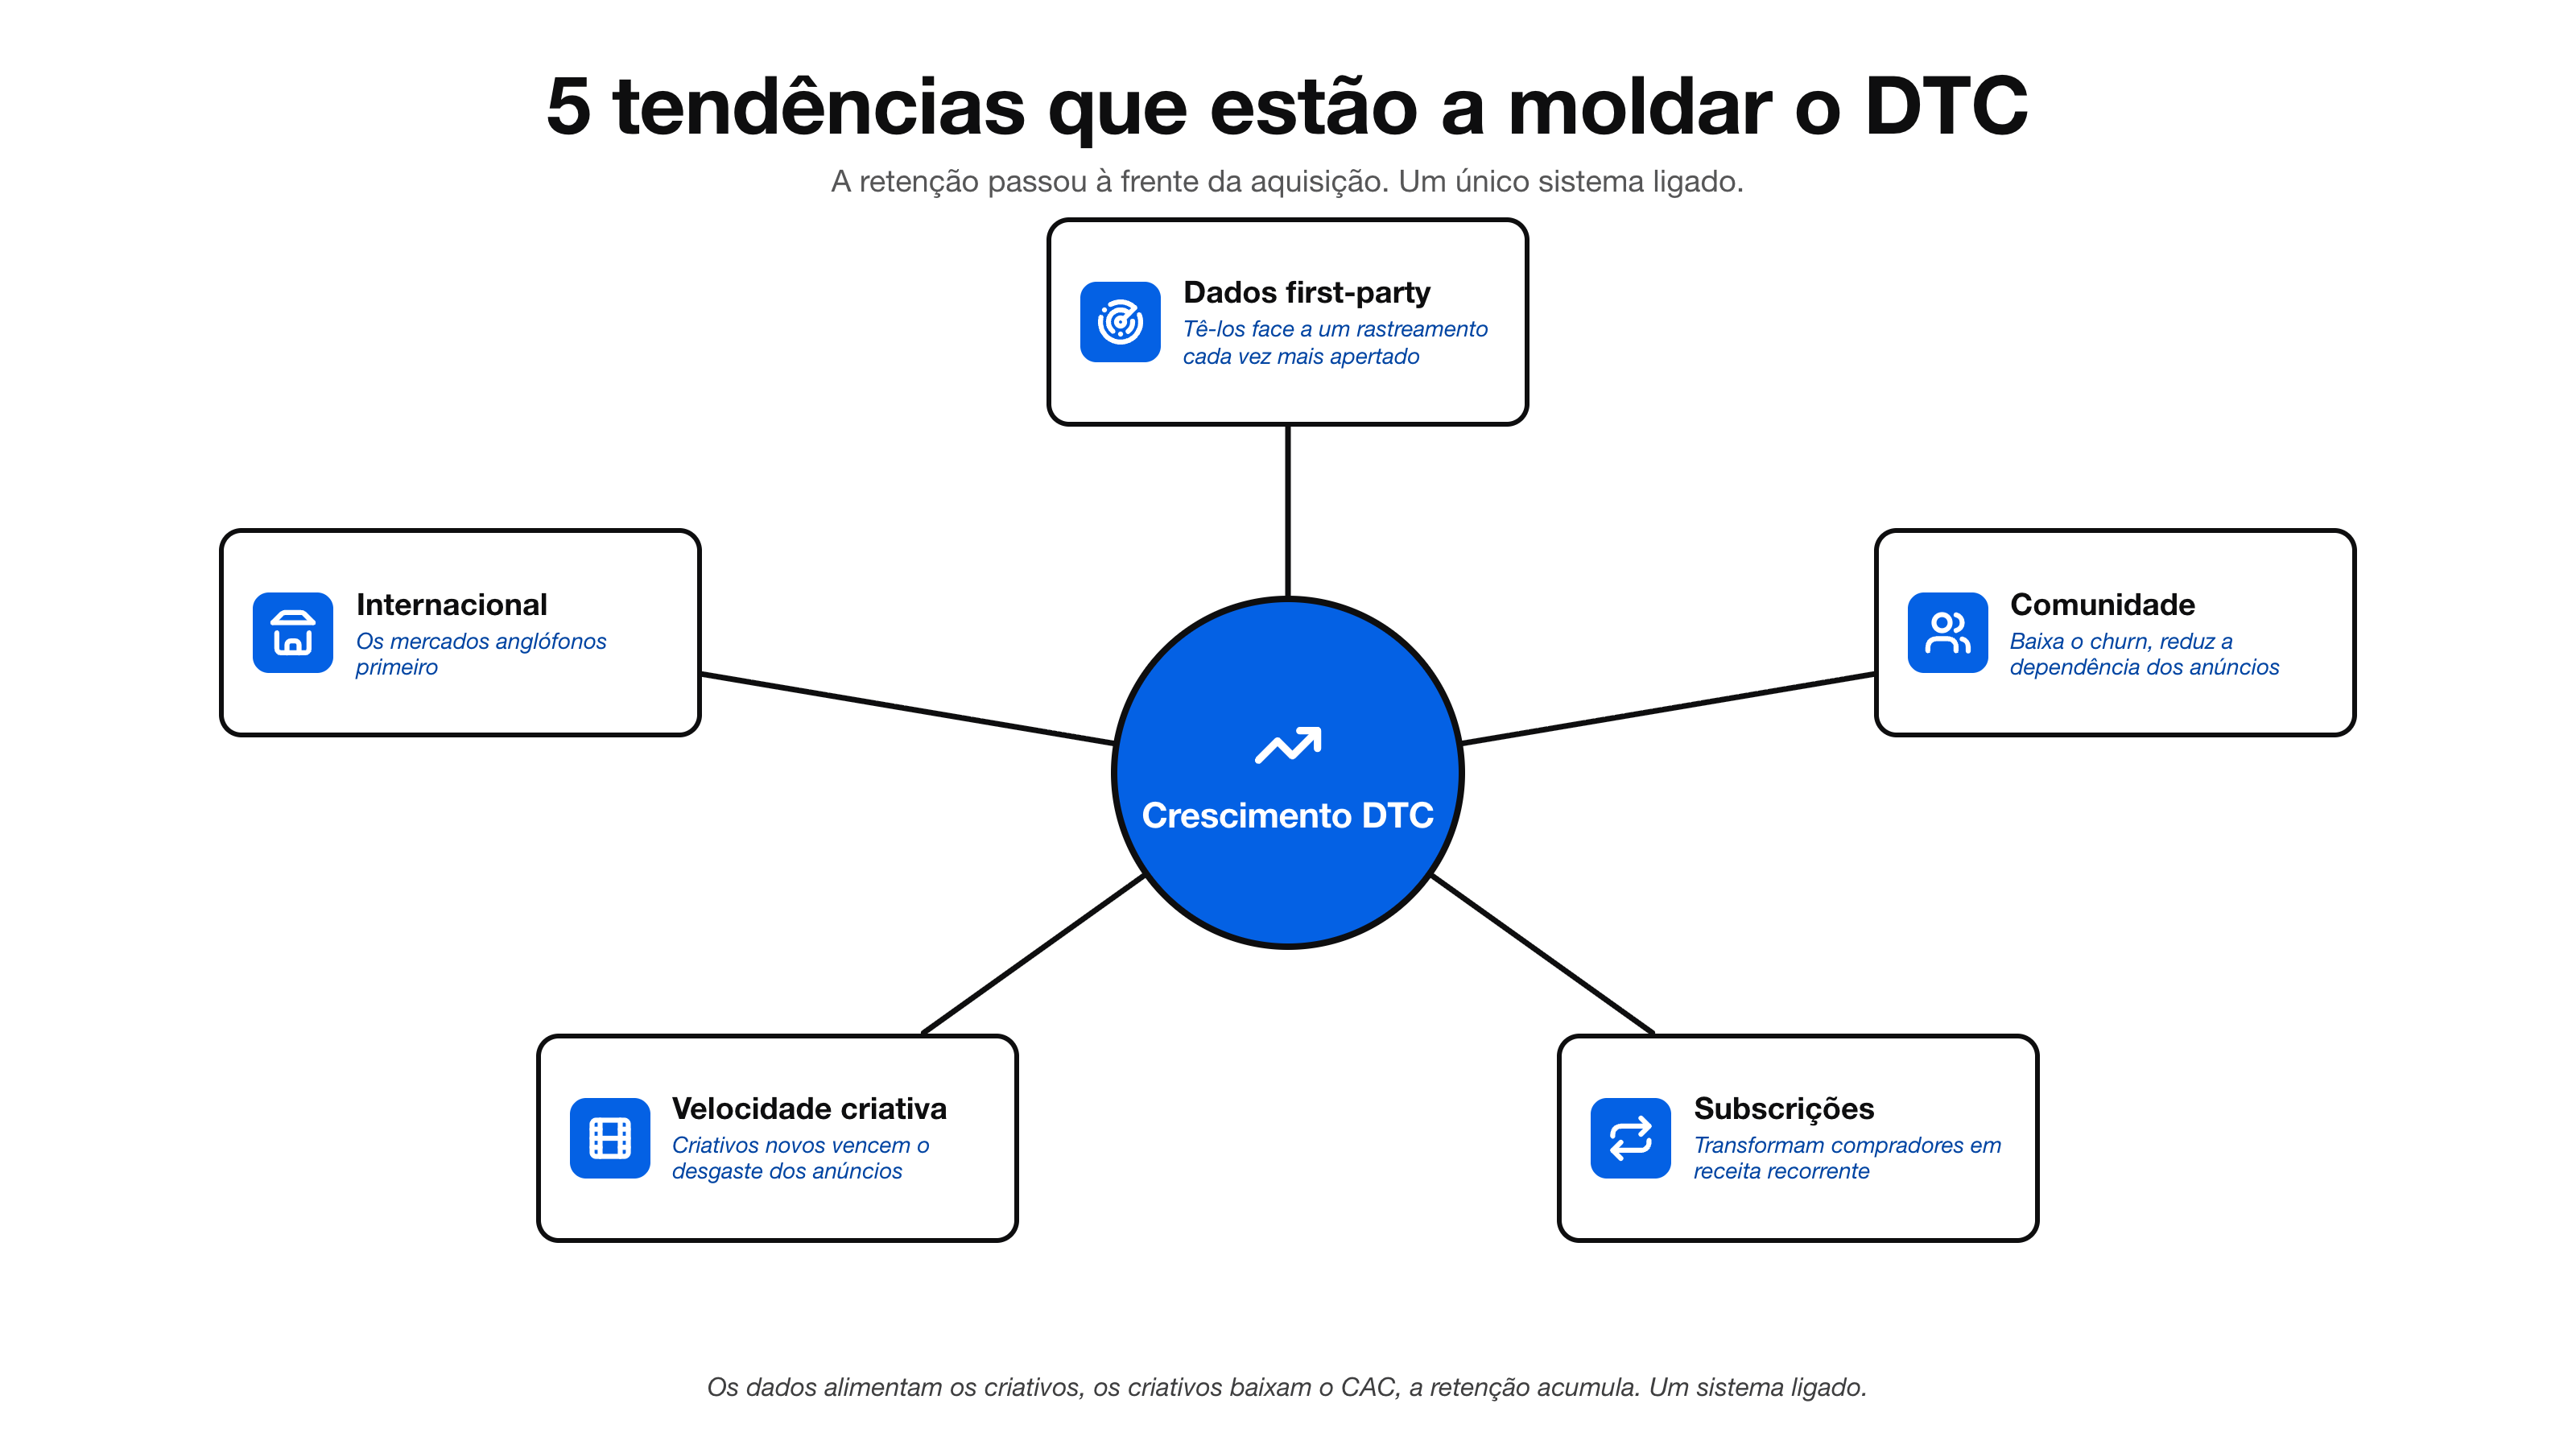 5 tendências que estão a moldar o DTC
A retenção passou à frente da aquisição. Um único sistema ligado.
Dados first-party
Tê-los face a um rastreamento
cada vez mais apertado
Internacional
Os mercados anglófonos
primeiro
Comunidade
Baixa o churn, reduz a
dependência dos anúncios
Crescimento DTC
Velocidade criativa
Criativos novos vencem o
desgaste dos anúncios
Subscrições
Transformam compradores em
receita recorrente
Os dados alimentam os criativos, os criativos baixam o CAC, a retenção acumula. Um sistema ligado.